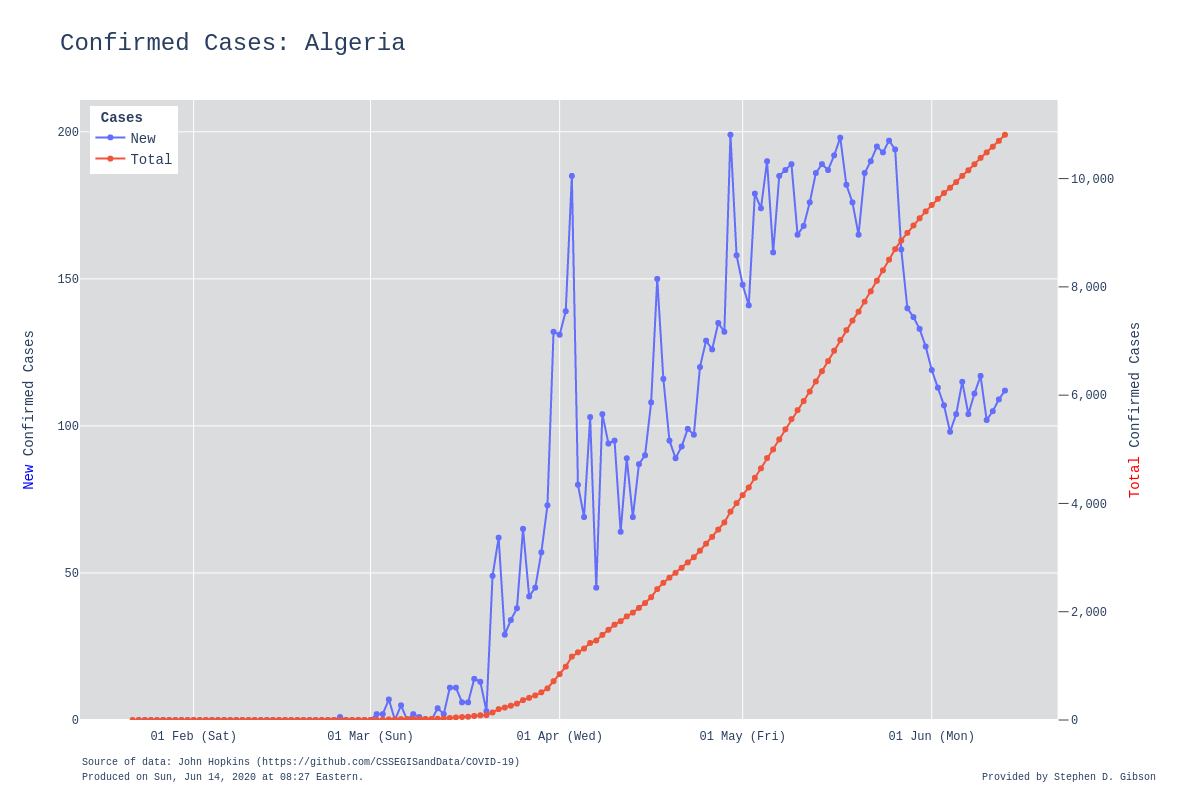 Confirmed Cases: Algeria
Cases
New
Total
200
150
100
50
0
New Confirmed Cases
10,000
8,000
6,000
4,000
2,000
0
Total Confirmed Cases
01 Feb (Sat)
01 Mar (Sun)
01 Apr (Wed)
01 May (Fri)
01 Jun (Mon)
Source of data: John Hopkins (https://github.com/CSSEGISandData/COVID-19)
Produced on Sun, Jun 14, 2020 at 08:27 Eastern.
Provided by Stephen D. Gibson